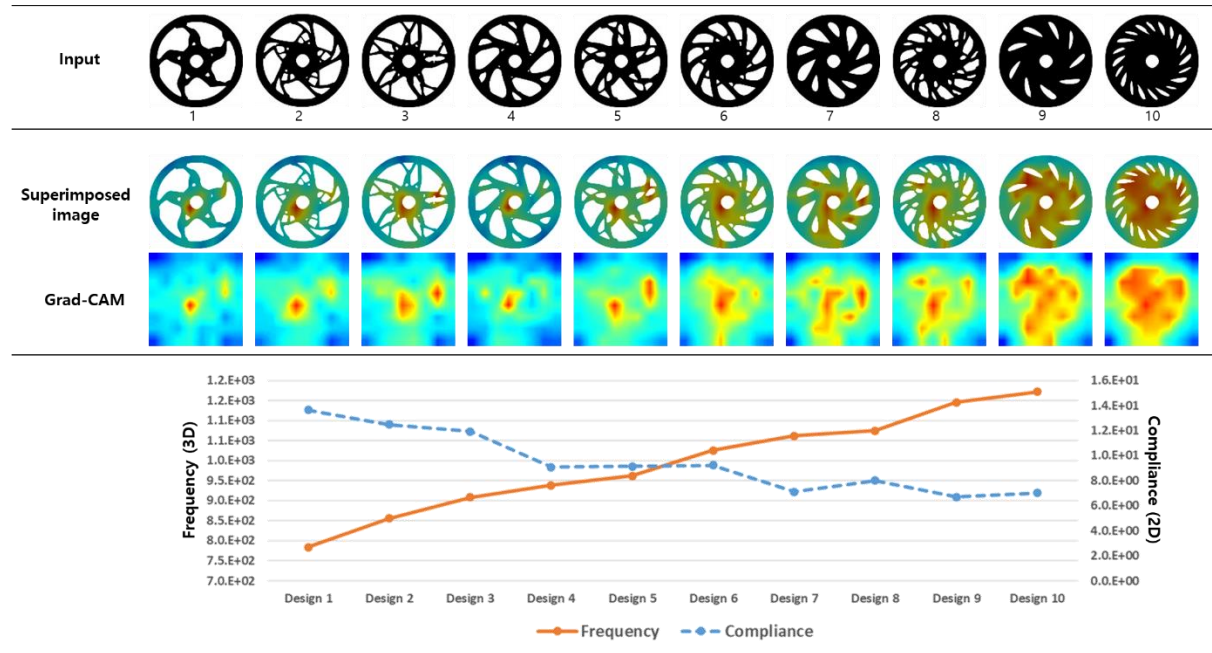 Input
1 2 3 4 5 6 7 8 9 10
Superimposed
image
Grad-CAM
Frequency (3D)
1.2.E+03
1.2.E+03
1.1.E+03
1.1.E+03
1.0.E+03
9.5.E+02
9.0.E+02
8.5.E+02
8.0.E+02
7.5.E+02
7.0.E+02
1.6.E+01
1.4.E+01
1.2.E+01
1.0.E+01
8.0.E+00
6.0.E+00
4.0.E+00
2.0.E+00
0.0.E+00
Compliance (2D)
Design 1 Design 2 Design 3 Design 4 Design 5 Design 6 Design 7 Design 8 Design 9 Design 10
Frequency Compliance